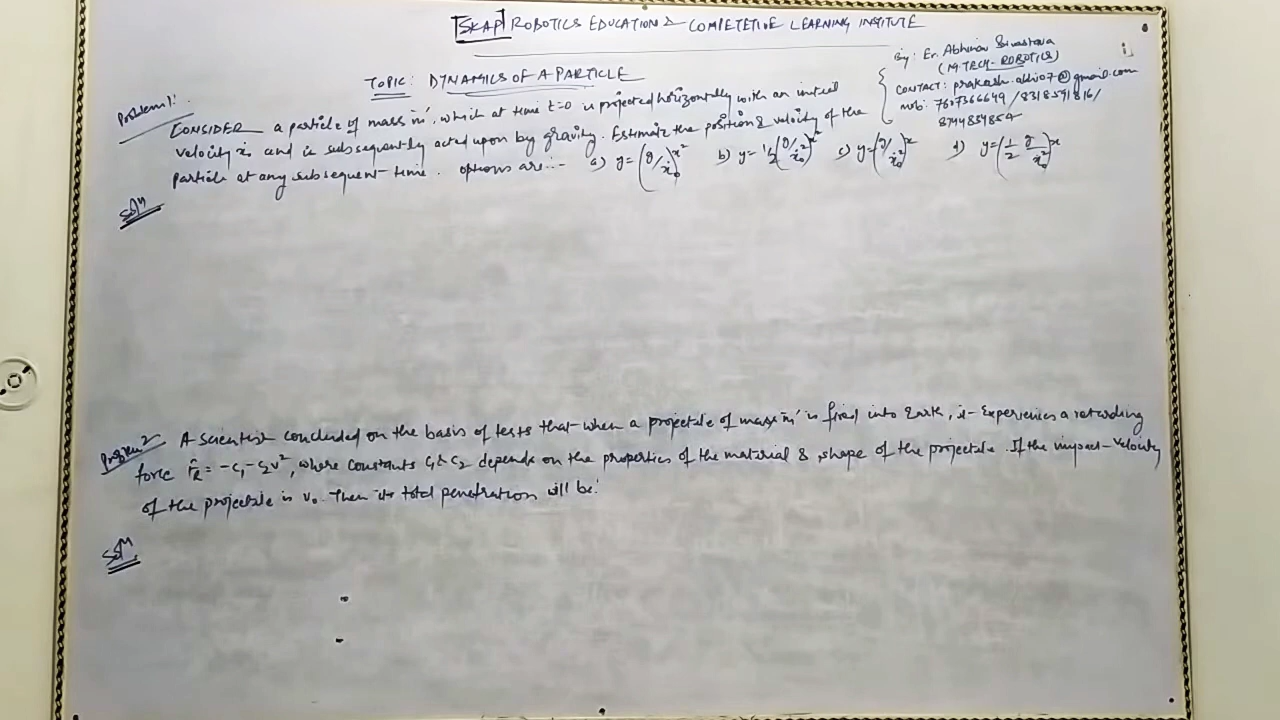 SKAP ROBOTICS EDUCATION & COMPETETIVE LEARNING INSTITUTE
By: Er. Abhinav Srivastava
(M.TECH-ROBOTICS)
CONTACT: prakash.abhi07@gmail.com
mob: 7607366649/8318591816/
TOPIC: DYNAMICS OF A PARTICLE
Problem 1:
CONSIDER a particle of mass 'm', which at time t=0 is projected horizontally with an initial
velocity ẋ₀ and is subsequently acted upon by gravity. Estimate the position & velocity of the
particle at any subsequent time. options are:- a) y=(g/ẋ₀)x² b) y=1/2(g/ẋ₀²)x² c) y=(g/ẋ₀²)x d) y=(1/2 g/ẋ₀²)x
Solⁿ
Problem 2 A scientist concluded on the basis of tests that when a projectile of mass 'm' is fired into Earth, it Experiences a retarding
force F_R = -c₁-c₂v², where constants c₁ & c₂ depends on the properties of the material & shape of the projectile. If the impact-velocity
of the projectile is v₀. Then its total penetration will be:
Solⁿ